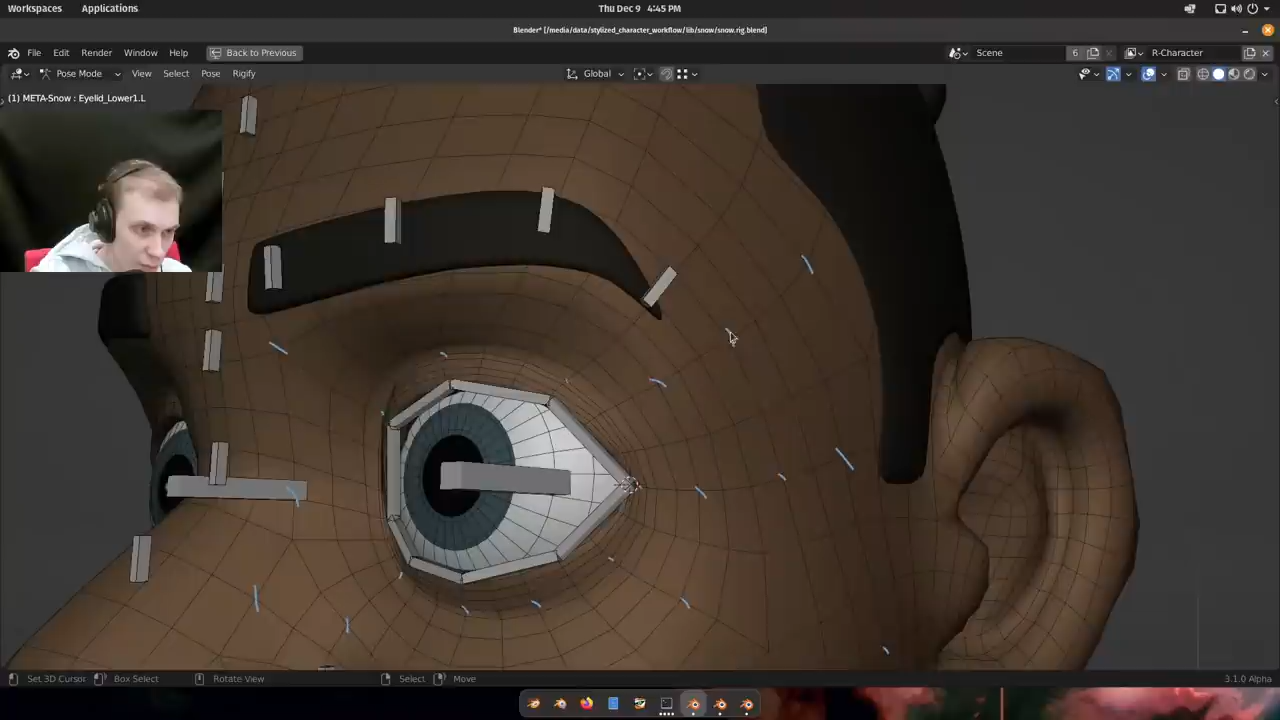 Workspaces Applications Thu Dec 9 4:45 PM
Blender* [/media/data/stylized_character_workflow/lib/snow/snow.rig.blend]
File Edit Render Window Help Back to Previous Scene 6 R-Character
Pose Mode View Select Pose Rigify Global
(1) META-Snow : Eyelid_Lower1.L
Set 3D Cursor Box Select Rotate View Select Move 3.1.0 Alpha